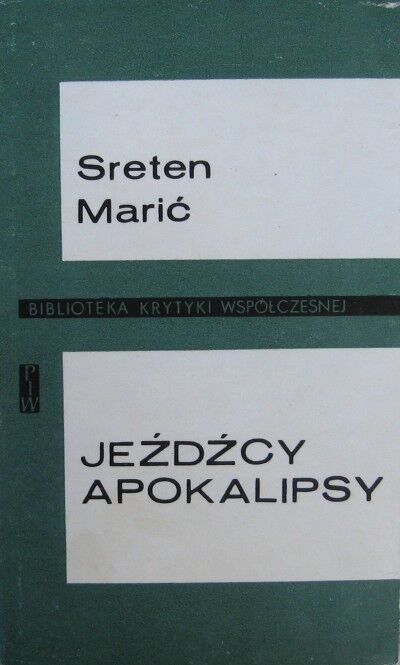 Sreten
Marić
BIBLIOTEKA KRYTYKI WSPÓŁCZESNEJ
PIW
JEŹDŹCY
APOKALIPSY